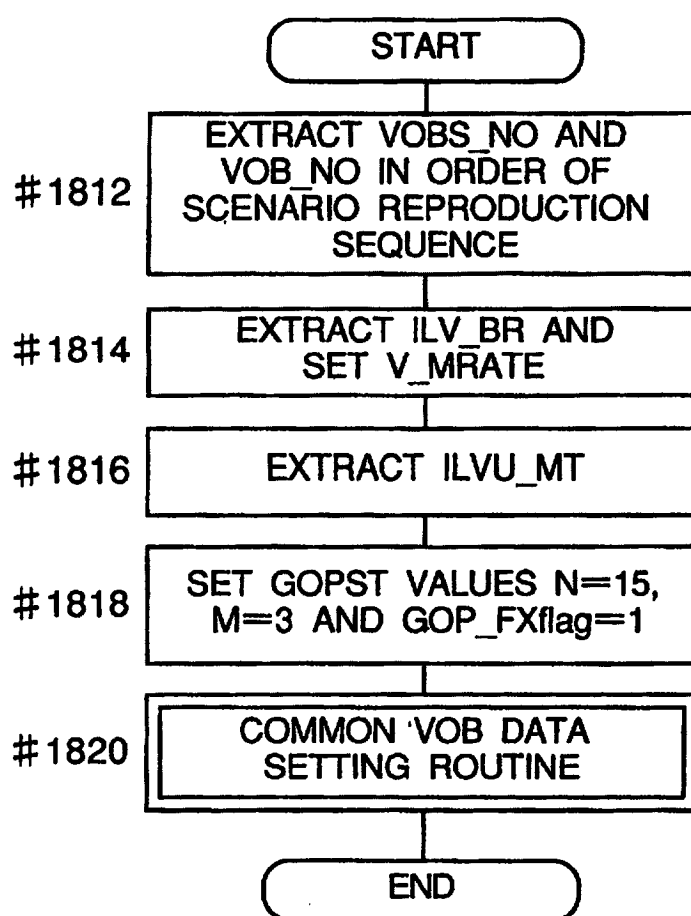 START
#1812
EXTRACT VOBS_NO AND
VOB_NO IN ORDER OF
SCENARIO REPRODUCTION
SEQUENCE
#1814
EXTRACT ILV_BR AND
SET V_MRATE
#1816
EXTRACT ILVU_MT
#1818
SET GOPST VALUES N=15,
M=3 AND GOP_FXflag=1
#1820
COMMON VOB DATA
SETTING ROUTINE
END